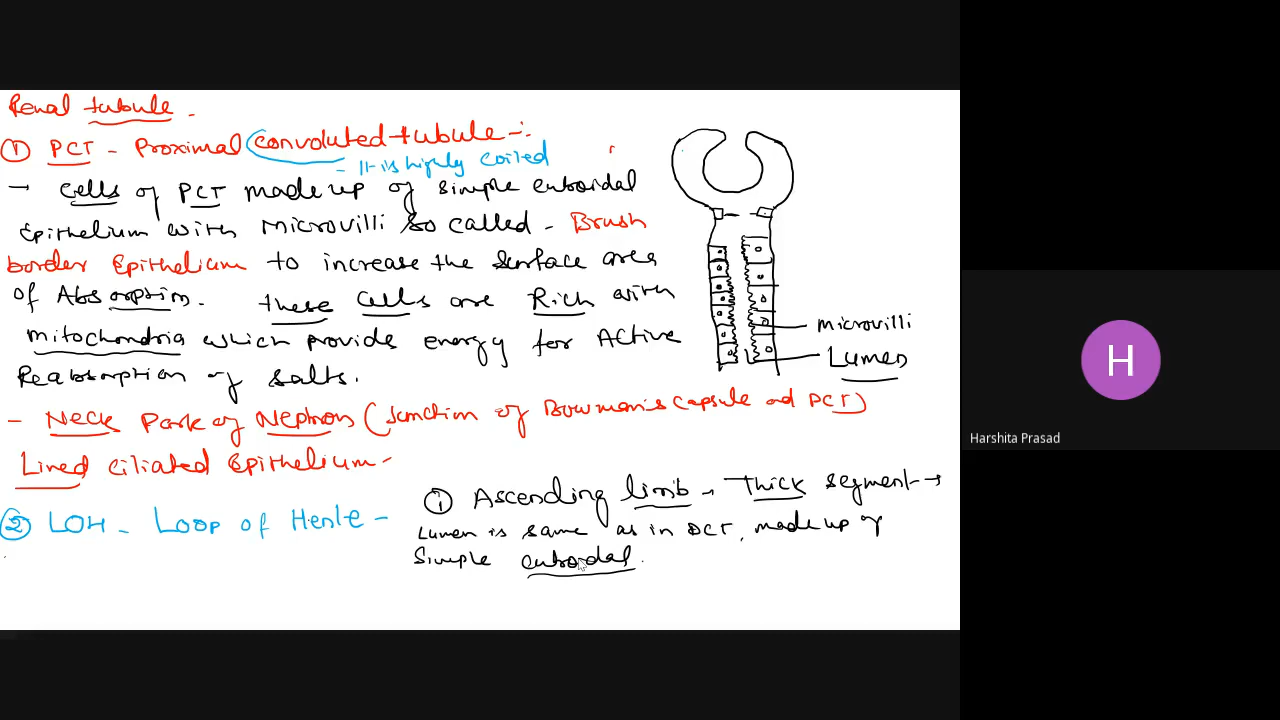 Renal tubule.
① PCT - Proximal convoluted tubule -:
= It is highly coiled
→ Cells of PCT made up of simple cuboidal
Epithelium with Microvilli so called - Brush
border Epithelium to increase the surface area
of Absorption. These cells are Rich with
mitochondria which provides energy for Active
Reabsorption of salts.
Microvilli
Lumen
- Neck Part of Nephron (Junction of Bowman's capsule and PCT)
Lined ciliated Epithelium -
② LOH - Loop of Henle -
① Ascending limb → Thick segment →
Lumen is same as in DCT, made up of
Simple cuboidal.
H
Harshita Prasad